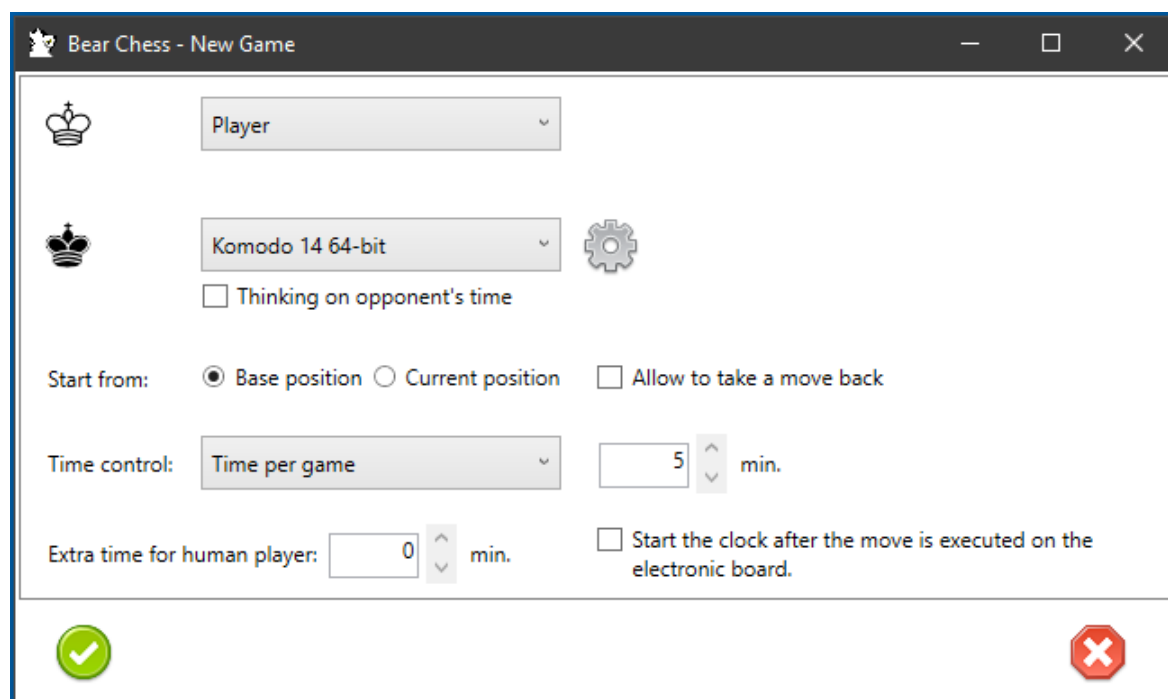 Bear Chess - New Game
Player
Komodo 14 64-bit
Thinking on opponent's time
Start from: Base position Current position Allow to take a move back
Time control: Time per game 5 min.
Extra time for human player: 0 min. Start the clock after the move is executed on the
electronic board.